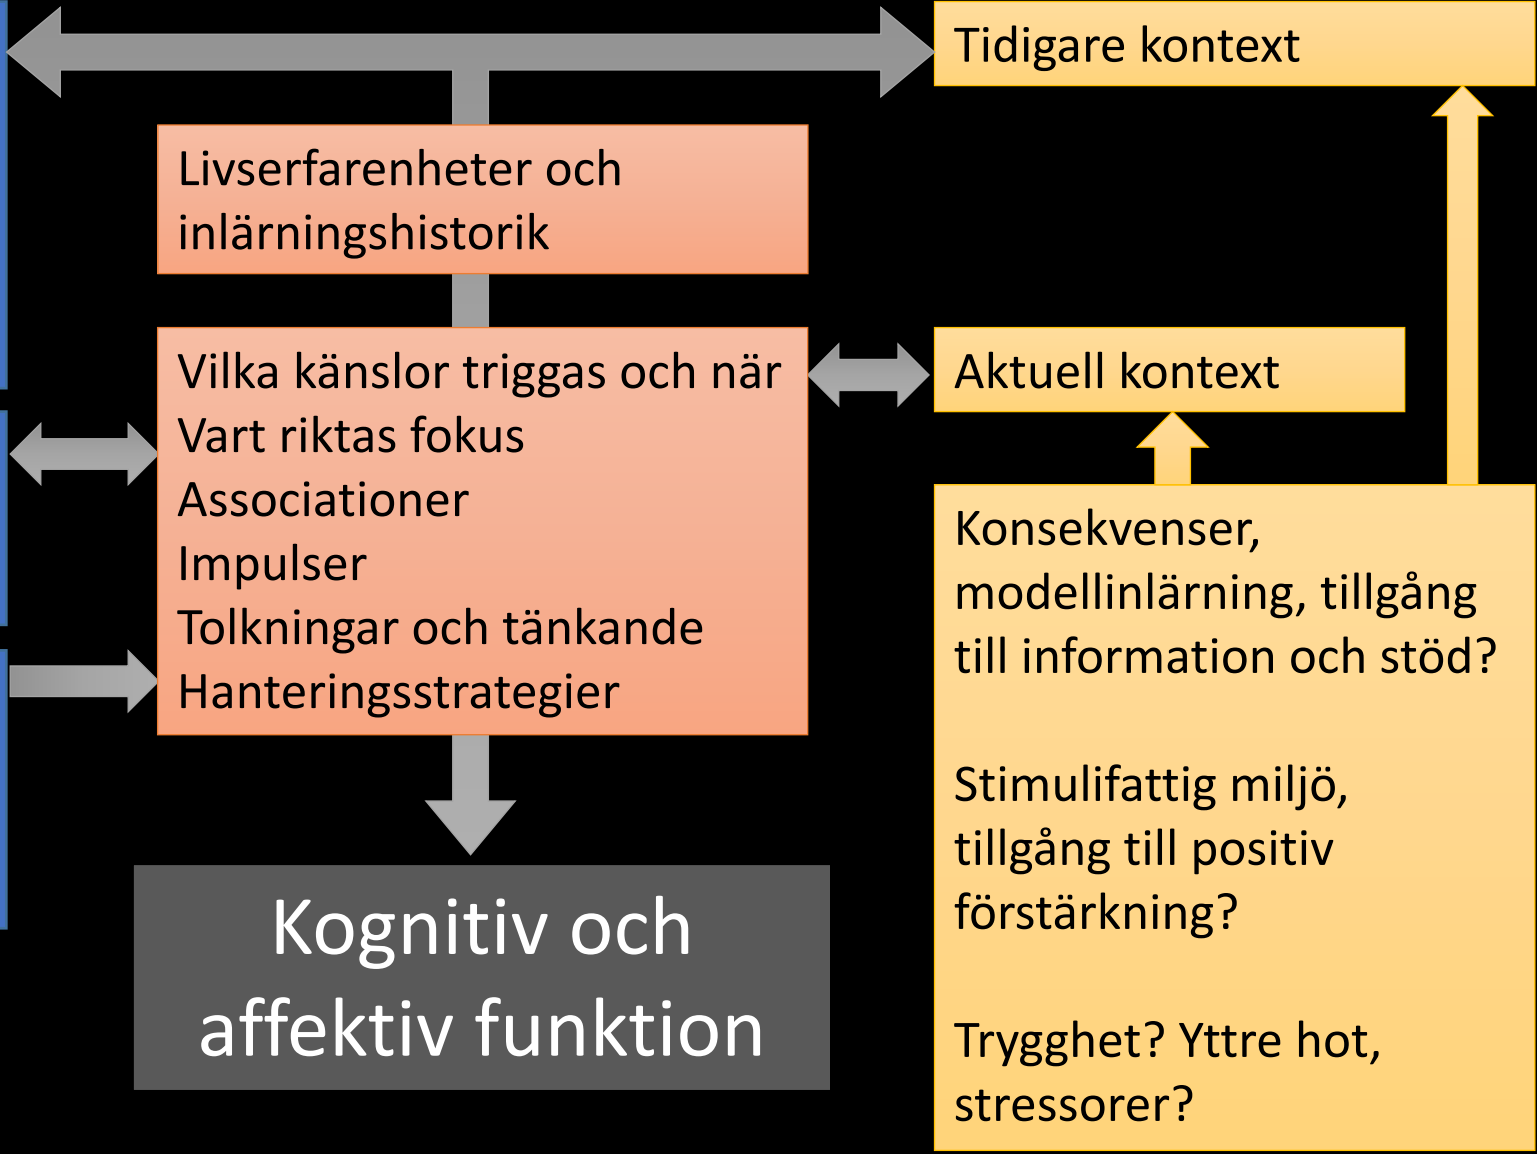 Tidigare kontext
Livserfarenheter och
inlärningshistorik
Vilka känslor triggas och när
Vart riktas fokus
Associationer
Impulser
Tolkningar och tänkande
Hanteringsstrategier
Aktuell kontext
Konsekvenser,
modellinlärning, tillgång
till information och stöd?
Stimulifattig miljö,
tillgång till positiv
förstärkning?
Trygghet? Yttre hot,
stressorer?
Kognitiv och
affektiv funktion